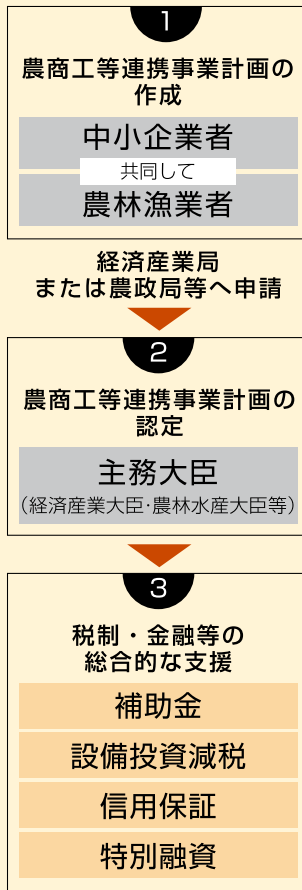 1
農商工等連携事業計画の
作成
中小企業者
共同して
農林漁業者
経済産業局
または農政局等へ申請
2
農商工等連携事業計画の
認定
主務大臣
(経済産業大臣・農林水産大臣等)
3
税制・金融等の
総合的な支援
補助金
設備投資減税
信用保証
特別融資